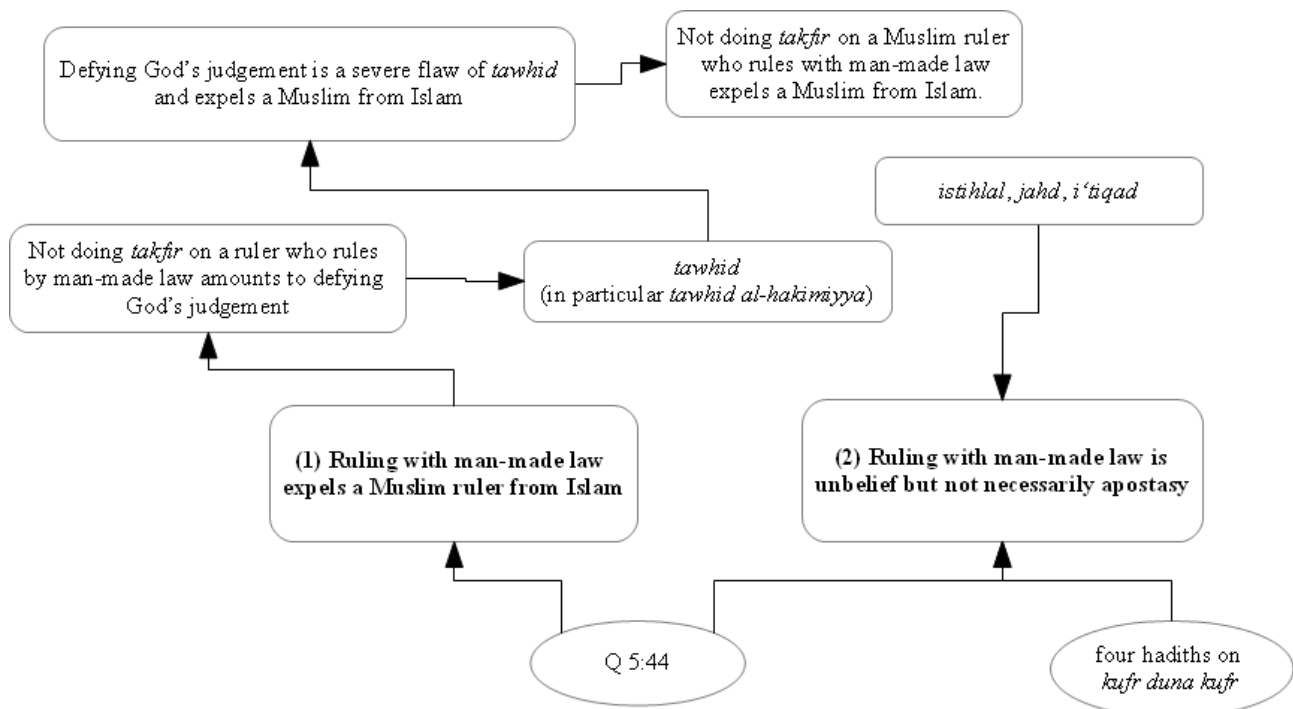 Defying God’s judgement is a severe flaw of tawhid
and expels a Muslim from Islam
Not doing takfir on a Muslim ruler
who rules with man-made law
expels a Muslim from Islam.
istihlal, jahd, i‘tiqad
Not doing takfir on a ruler who rules
by man-made law amounts to defying
God’s judgement
tawhid
(in particular tawhid al-hakimiyya)
(1) Ruling with man-made law
expels a Muslim ruler from Islam
(2) Ruling with man-made law is
unbelief but not necessarily apostasy
Q 5:44
four hadiths on
kufr duna kufr